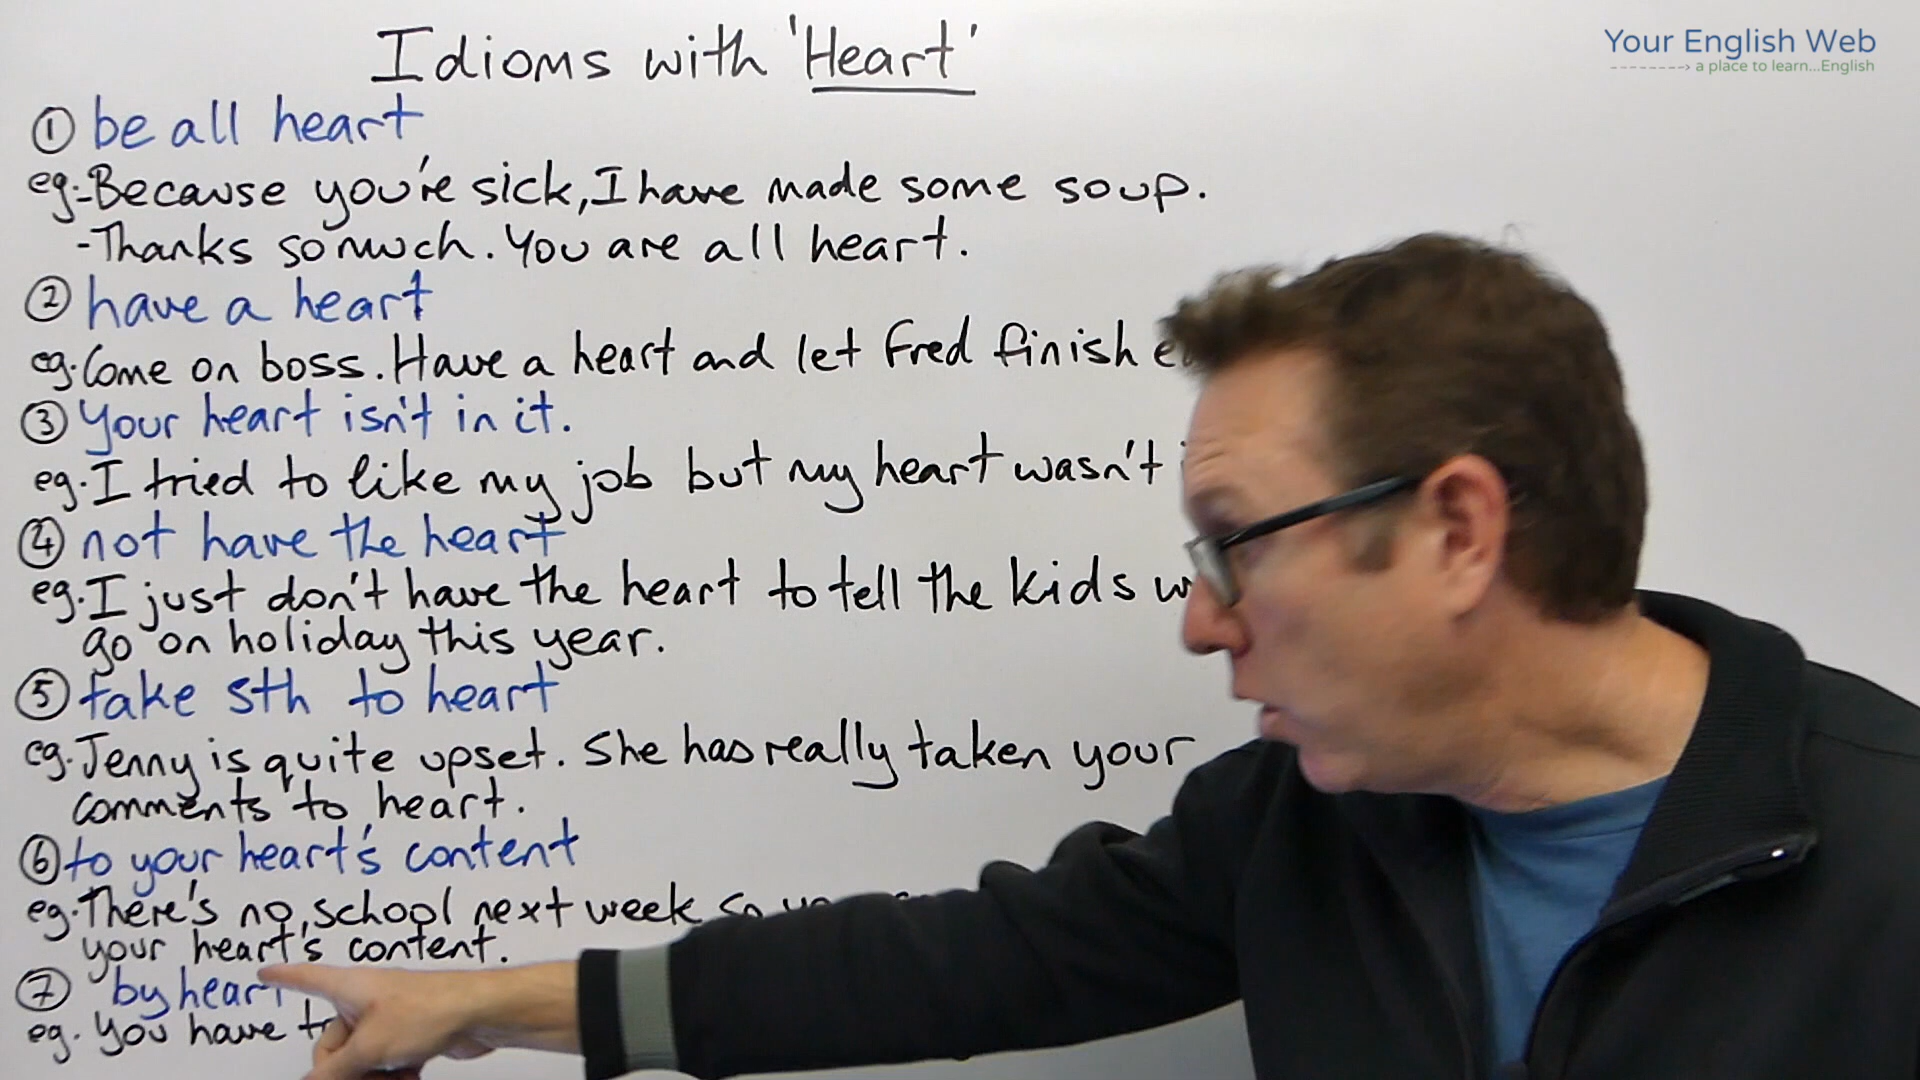 Idioms with 'Heart'
Your English Web
a place to learn...English
① be all heart
eg:-Because you're sick, I have made some soup.
-Thanks so much. You are all heart.
② have a heart
eg. Come on boss. Have a heart and let Fred finish
③ your heart isn't in it.
eg. I tried to like my job but my heart wasn't
④ not have the heart
eg. I just don't have the heart to tell the kids
go on holiday this year.
⑤ take sth to heart
eg. Jenny is quite upset. She has really taken your
comments to heart.
⑥ to your heart's content
eg. There's no school next week so
your heart's content.
⑦ by heart
eg. You have